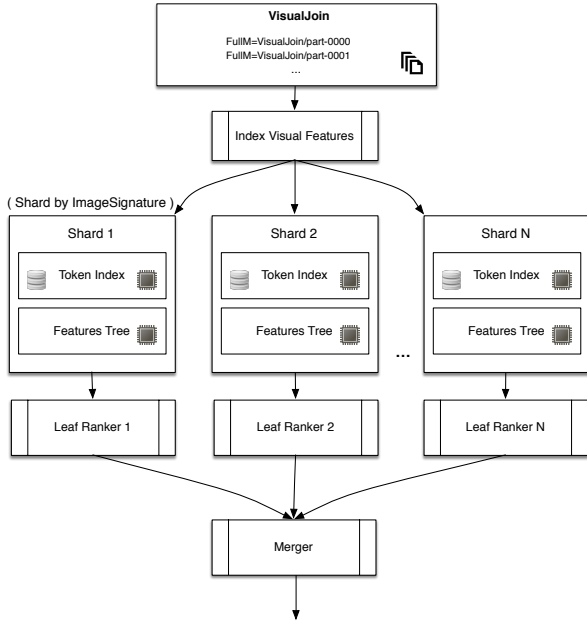 VisualJoin
FullM=VisualJoin/part-0000
FullM=VisualJoin/part-0001
...
Index Visual Features
( Shard by ImageSignature )
Shard 1
Shard 2
Shard N
Token Index
Token Index
Token Index
Features Tree
Features Tree
Features Tree
...
Leaf Ranker 1
Leaf Ranker 2
Leaf Ranker N
Merger